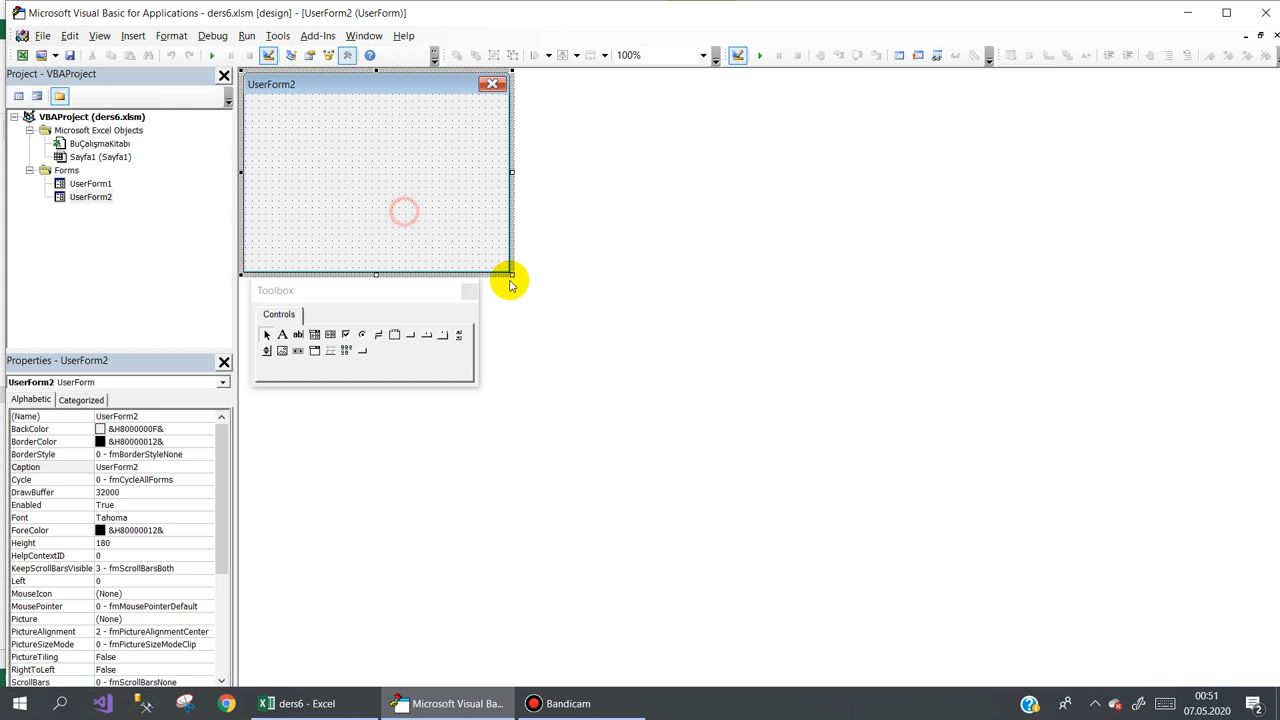 Microsoft Visual Basic for Applications - ders6.xlsm [design] - [UserForm2 (UserForm)]
File Edit View Insert Format Debug Run Tools Add-Ins Window Help
100%
Project - VBAProject
VBAProject (ders6.xlsm)
Microsoft Excel Objects
BuÇalışmaKitabı
Sayfa1 (Sayfa1)
Forms
UserForm1
UserForm2
UserForm2
Toolbox
Controls
A ab|
Properties - UserForm2
UserForm2 UserForm
Alphabetic Categorized
(Name) UserForm2
BackColor &H8000000F&
BorderColor &H80000012&
BorderStyle 0 - fmBorderStyleNone
Caption UserForm2
Cycle 0 - fmCycleAllForms
DrawBuffer 32000
Enabled True
Font Tahoma
ForeColor &H80000012&
Height 180
HelpContextID 0
KeepScrollBarsVisible 3 - fmScrollBarsBoth
Left 0
MouseIcon (None)
MousePointer 0 - fmMousePointerDefault
Picture (None)
PictureAlignment 2 - fmPictureAlignmentCenter
PictureSizeMode 0 - fmPictureSizeModeClip
PictureTiling False
RightToLeft False
ScrollBars 0 - fmScrollBarsNone
ders6 - Excel
Microsoft Visual Ba...
Bandicam
00:51
07.05.2020
2